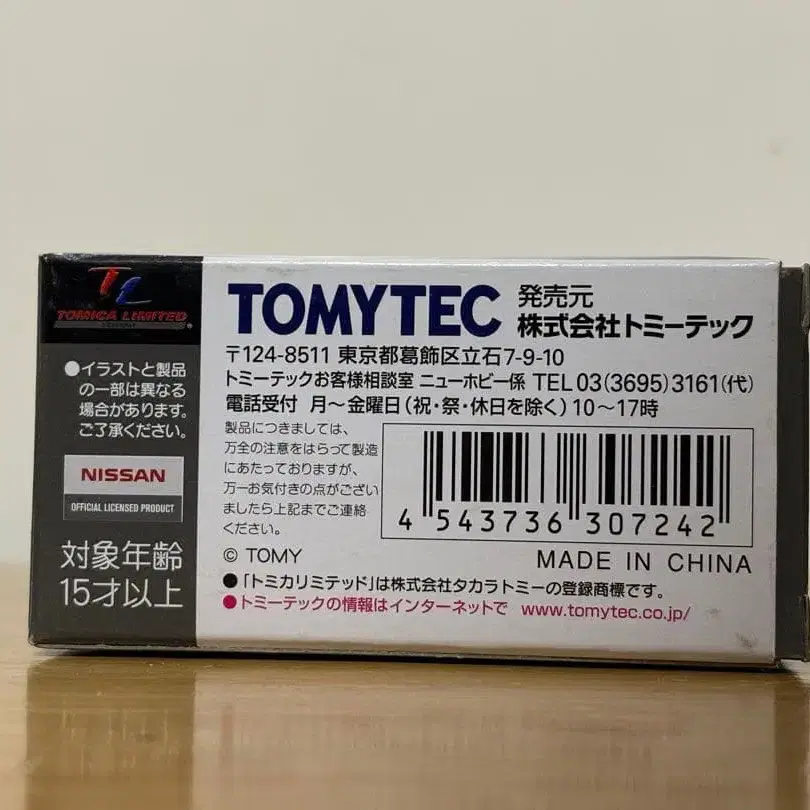 TL
TOMICA LIMITED
●イラストと製品
の一部は異なる
場合があります。
ご了承ください。
NISSAN
OFFICIAL LICENSED PRODUCT
対象年齢
15才以上
TOMYTEC 発売元
株式会社トミーテック
〒124-8511 東京都葛飾区立石7-9-10
トミーテックお客様相談室 ニューホビー係 TEL 03(3695)3161(代)
電話受付 月〜金曜日(祝・祭・休日を除く)10〜17時
製品につきましては、
万全の注意をはらって製造
にあたっておりますが、
万一お気付きの点がござい
ましたら上記までご連絡
ください。
4 543736 307242
© TOMY MADE IN CHINA
●「トミカリミテッド」は株式会社タカラトミーの登録商標です。
●トミーテックの情報はインターネットで www.tomytec.co.jp/